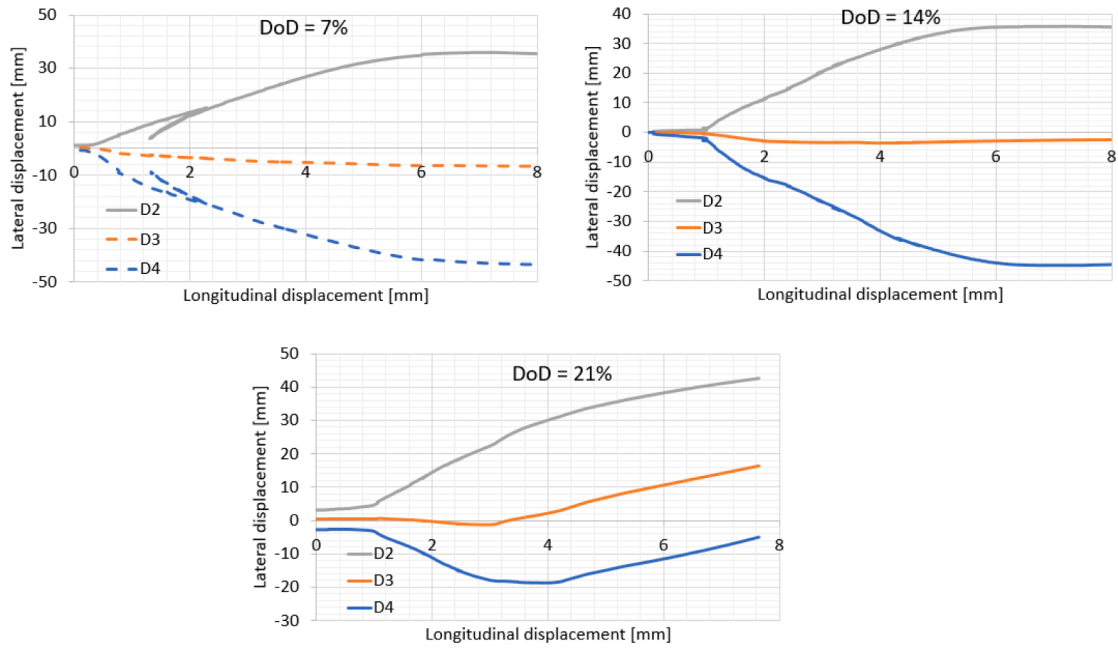 DoD = 7%
50
30
10
-10
-30
-50
0
2
4
6
8
Lateral displacement [mm]
Longitudinal displacement [mm]
D2
D3
D4
DoD = 14%
40
30
20
10
0
-10
-20
-30
-40
-50
0
2
4
6
8
Lateral displacement [mm]
Longitudinal displacement [mm]
D2
D3
D4
DoD = 21%
50
40
30
20
10
0
-10
-20
-30
0
2
4
6
8
Lateral displacement [mm]
Longitudinal displacement [mm]
D2
D3
D4